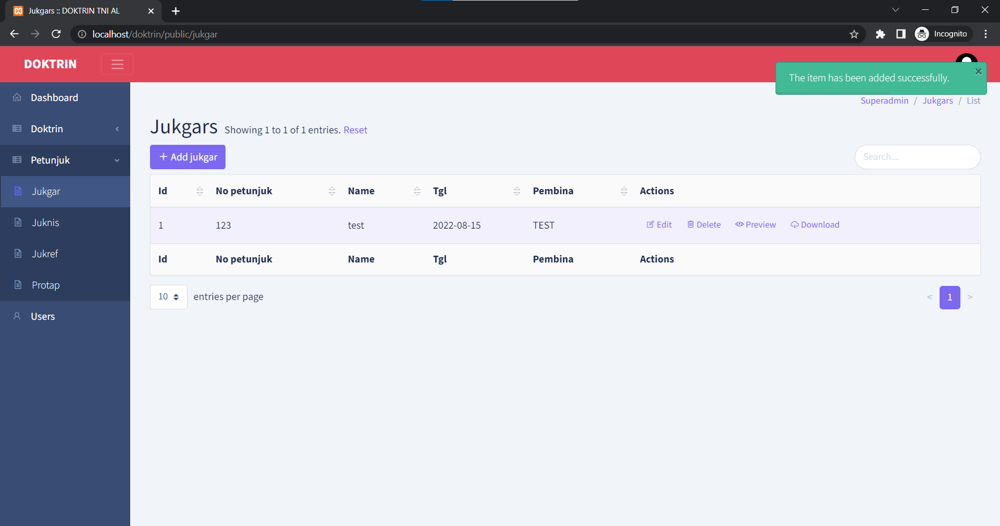 Jukgars :: DOKTRIN TNI AL
localhost/doktrin/public/jukgar
Incognito
DOKTRIN
The item has been added successfully.
Superadmin / Jukgars / List
Dashboard
Doktrin
Petunjuk
Jukgar
Juknis
Jukref
Protap
Users
Jukgars Showing 1 to 1 of 1 entries. Reset
+ Add jukgar
Search...
Id No petunjuk Name Tgl Pembina Actions
1 123 test 2022-08-15 TEST Edit Delete Preview Download
Id No petunjuk Name Tgl Pembina Actions
10 entries per page
< 1 >